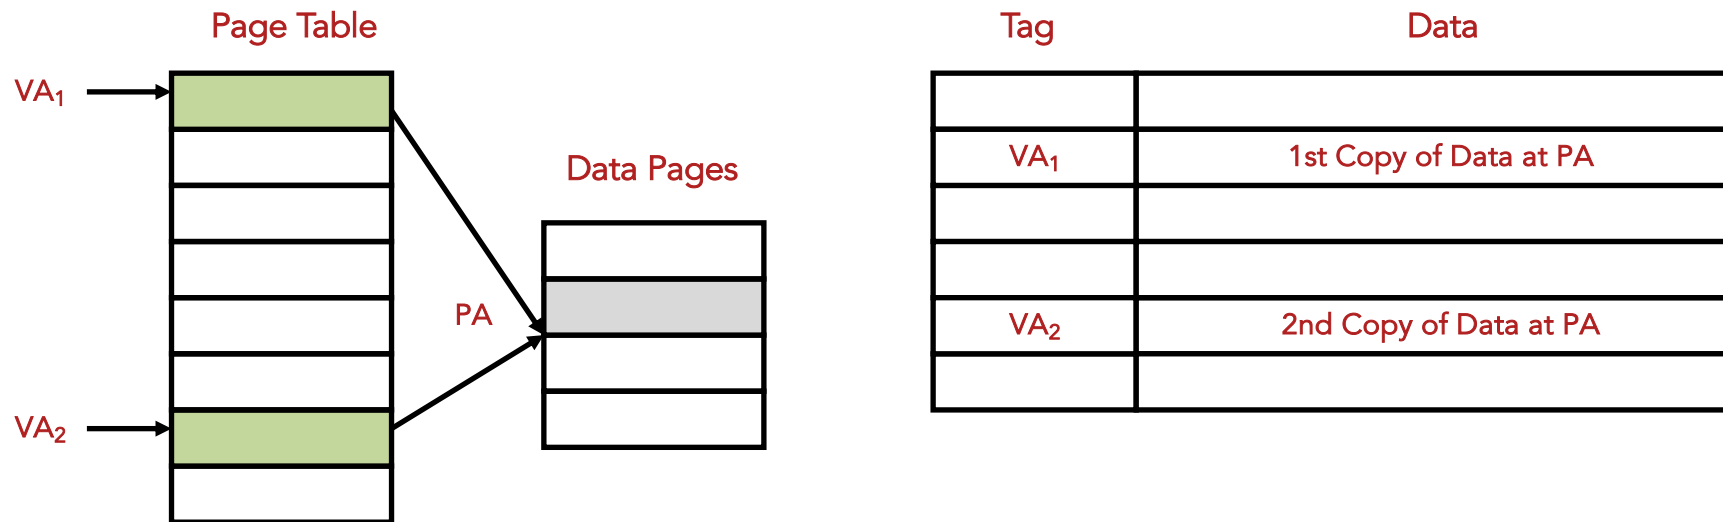 Page Table
VA₁
Data Pages
PA
VA₂
Tag Data
VA₁ 1st Copy of Data at PA
VA₂ 2nd Copy of Data at PA